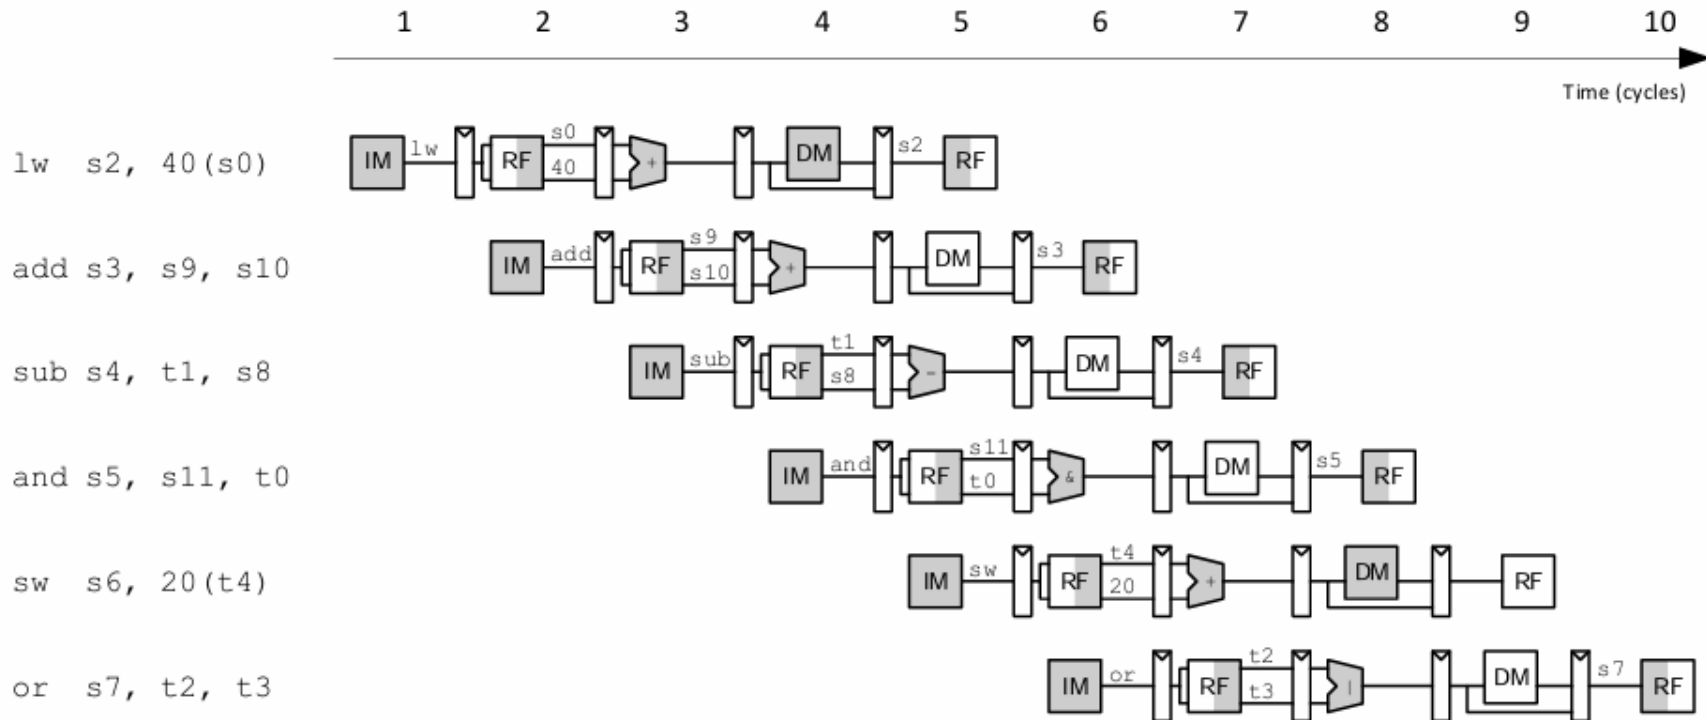 1 2 3 4 5 6 7 8 9 10
Time (cycles)
lw s2, 40(s0) IM lw RF s0 40 + DM s2 RF
add s3, s9, s10 IM add RF s9 s10 + DM s3 RF
sub s4, t1, s8 IM sub RF t1 s8 - DM s4 RF
and s5, s11, t0 IM and RF s11 t0 & DM s5 RF
sw s6, 20(t4) IM sw RF t4 20 + DM RF
or s7, t2, t3 IM or RF t2 t3 | DM s7 RF